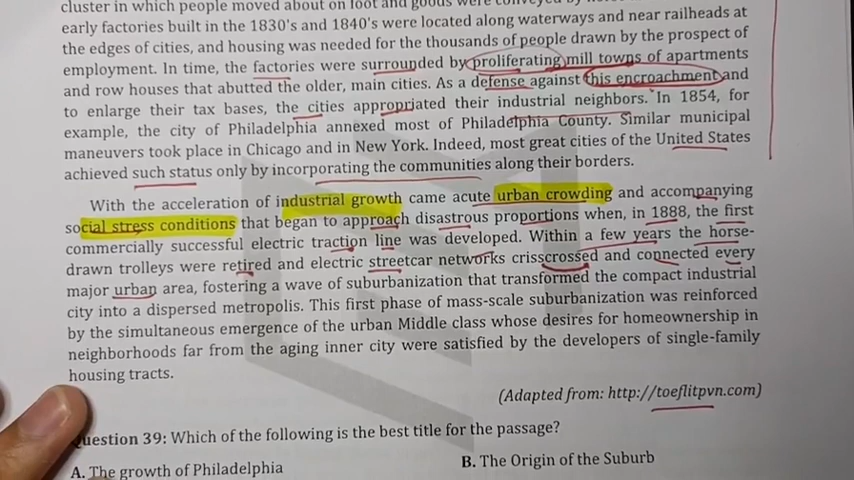 cluster in which people moved about on foot and goods were conveyed by
early factories built in the 1830's and 1840's were located along waterways and near railheads at
the edges of cities, and housing was needed for the thousands of people drawn by the prospect of
employment. In time, the factories were surrounded by proliferating mill towns of apartments
and row houses that abutted the older, main cities. As a defense against this encroachment and
to enlarge their tax bases, the cities appropriated their industrial neighbors. In 1854, for
example, the city of Philadelphia annexed most of Philadelphia County. Similar municipal
maneuvers took place in Chicago and in New York. Indeed, most great cities of the United States
achieved such status only by incorporating the communities along their borders.
With the acceleration of industrial growth came acute urban crowding and accompanying
social stress conditions that began to approach disastrous proportions when, in 1888, the first
commercially successful electric traction line was developed. Within a few years the horse-
drawn trolleys were retired and electric streetcar networks crisscrossed and connected every
major urban area, fostering a wave of suburbanization that transformed the compact industrial
city into a dispersed metropolis. This first phase of mass-scale suburbanization was reinforced
by the simultaneous emergence of the urban Middle class whose desires for homeownership in
neighborhoods far from the aging inner city were satisfied by the developers of single-family
housing tracts.
(Adapted from: http://toeflitpvn.com)
Question 39: Which of the following is the best title for the passage?
A. The growth of Philadelphia B. The Origin of the Suburb